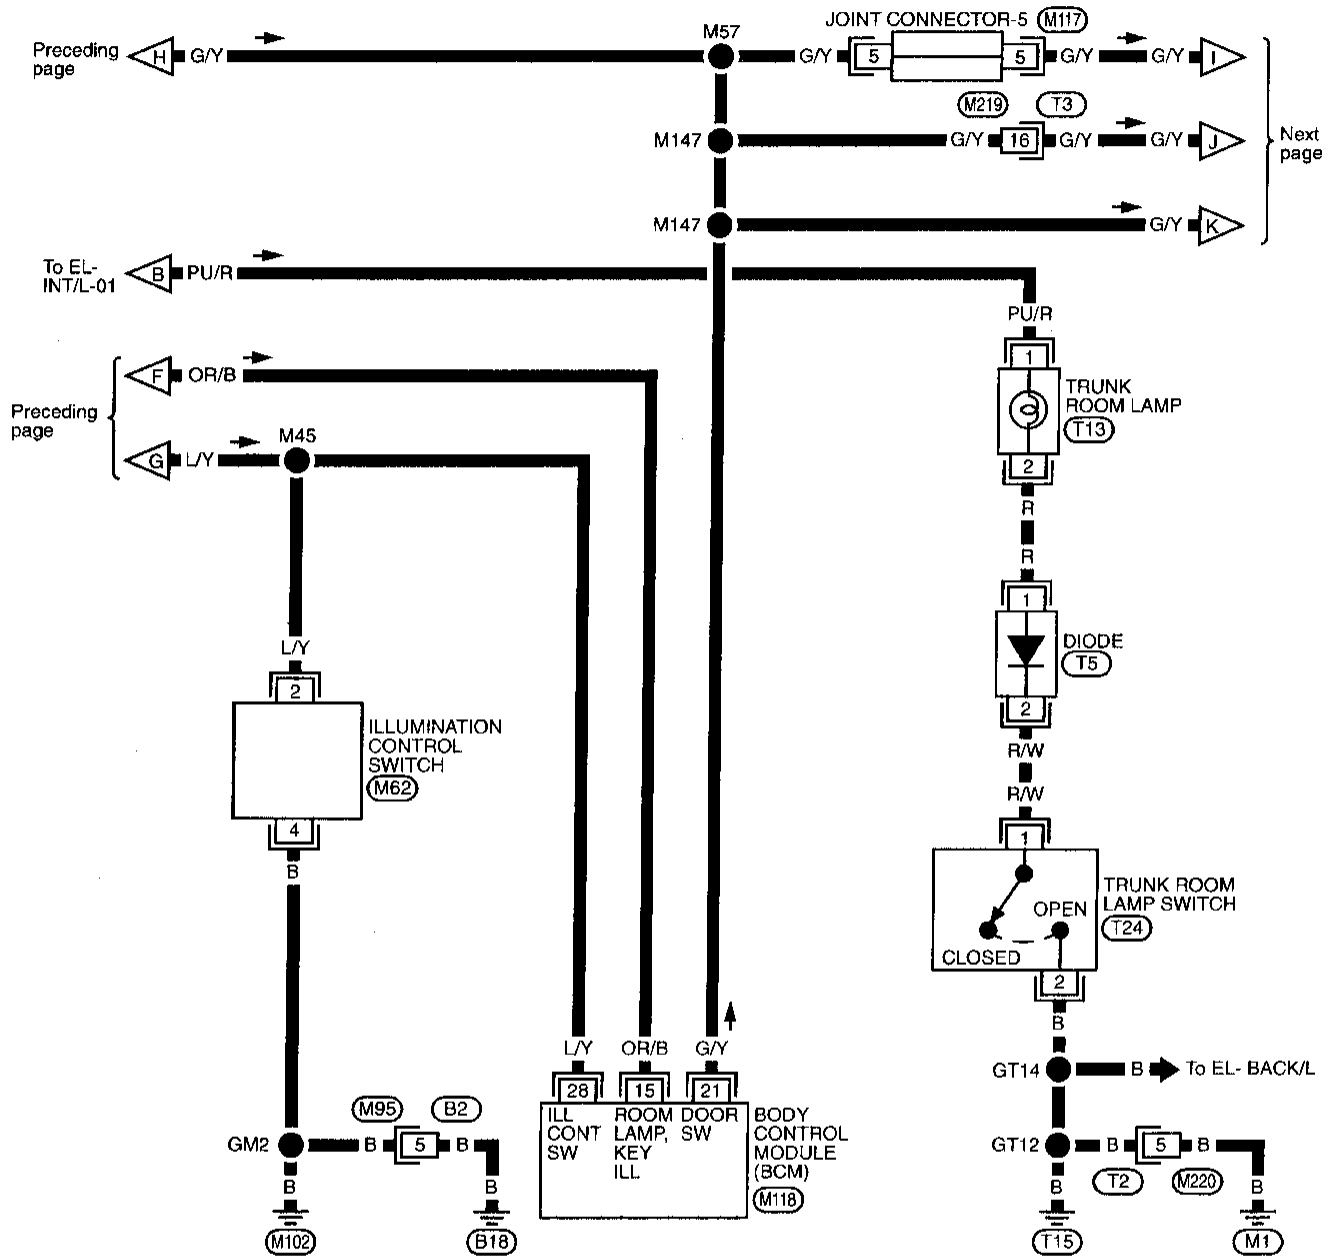 JOINT CONNECTOR-5 M117
M57
Preceding
page
H G/Y
G/Y 5 5 G/Y G/Y I
M219 T3
M147
G/Y 16 G/Y G/Y J
Next
page
M147
G/Y K
To EL-
INT/L-01
B PU/R
PU/R
1
F OR/B
TRUNK
ROOM LAMP
T13
Preceding
page
M45
G L/Y
2
R
R
1
DIODE
T5
L/Y
2
2
R/W
ILLUMINATION
CONTROL
SWITCH
M62
R/W
4
1
B
TRUNK ROOM
LAMP SWITCH
T24
OPEN
CLOSED
2
B
L/Y OR/B G/Y
GT14 B To EL- BACK/L
28 15 21
ILL
CONT
SW
ROOM
LAMP,
KEY
ILL
DOOR
SW
BODY
CONTROL
MODULE
(BCM)
M118
M95 B2
GM2 B 5 B
GT12 B 5 B
T2 M220
B B
B B
M102 B18
T15 M1